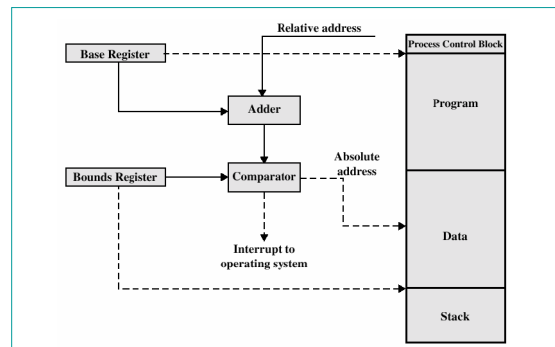 Relative address
Process Control Block
Base Register
Program
Adder
Absolute
address
Bounds Register
Comparator
Data
Interrupt to
operating system
Stack